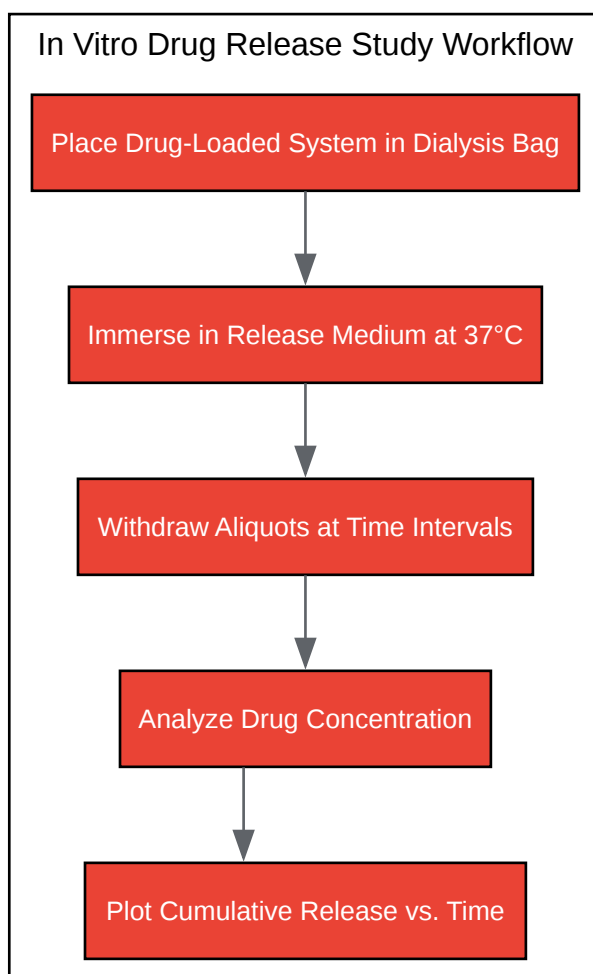 In Vitro Drug Release Study Workflow
Place Drug-Loaded System in Dialysis Bag
Immerse in Release Medium at 37°C
Withdraw Aliquots at Time Intervals
Analyze Drug Concentration
Plot Cumulative Release vs. Time